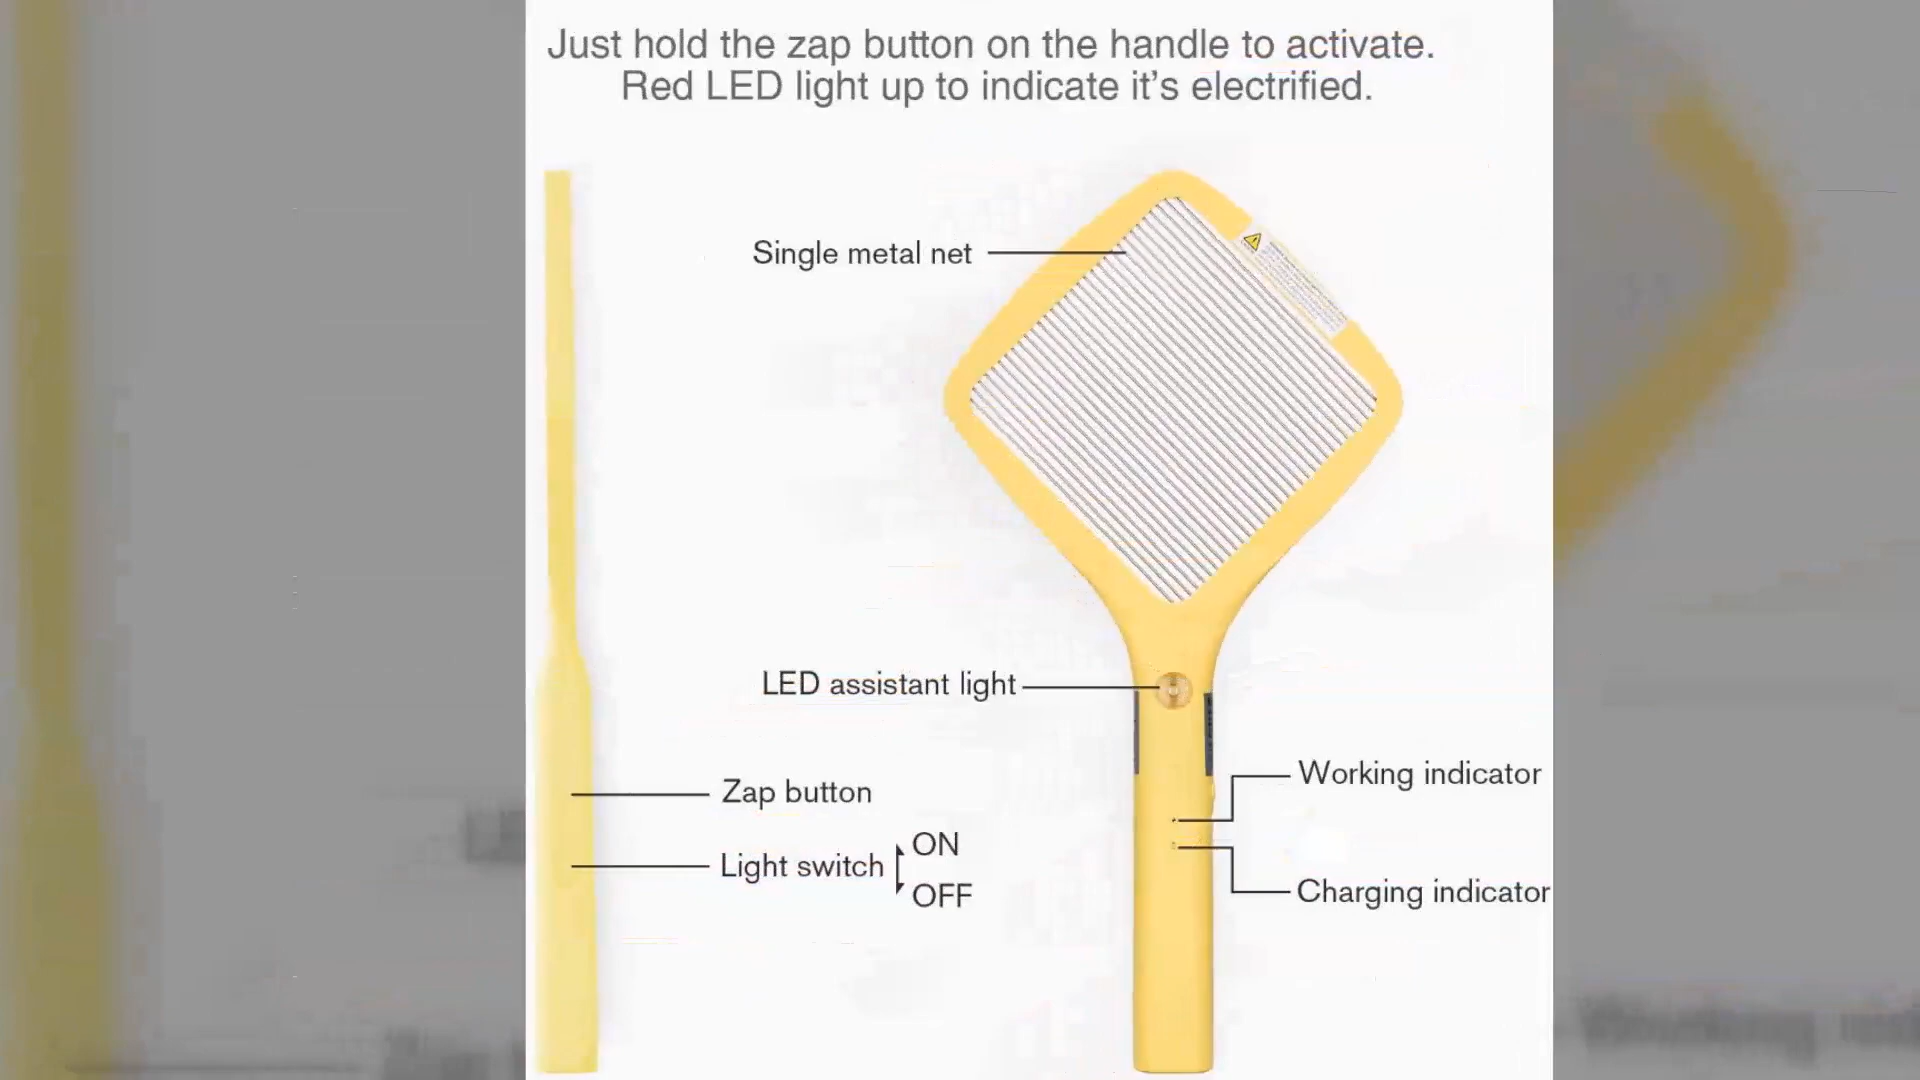 Just hold the zap button on the handle to activate.
Red LED light up to indicate it’s electrified.
Single metal net
LED assistant light
Zap button
Working indicator
Light switch
ON
OFF
Charging indicator